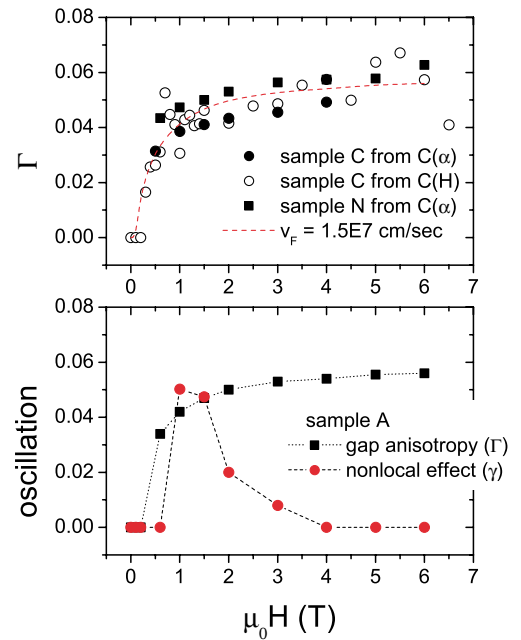 0.08
0.06
0.04
0.02
0.00
Γ
sample C from C(α)
sample C from C(H)
sample N from C(α)
v_F = 1.5E7 cm/sec
0 1 2 3 4 5 6 7
0.08
0.06
0.04
0.02
0.00
oscillation
sample A
gap anisotropy (Γ)
nonlocal effect (γ)
0 1 2 3 4 5 6 7
μ₀H (T)